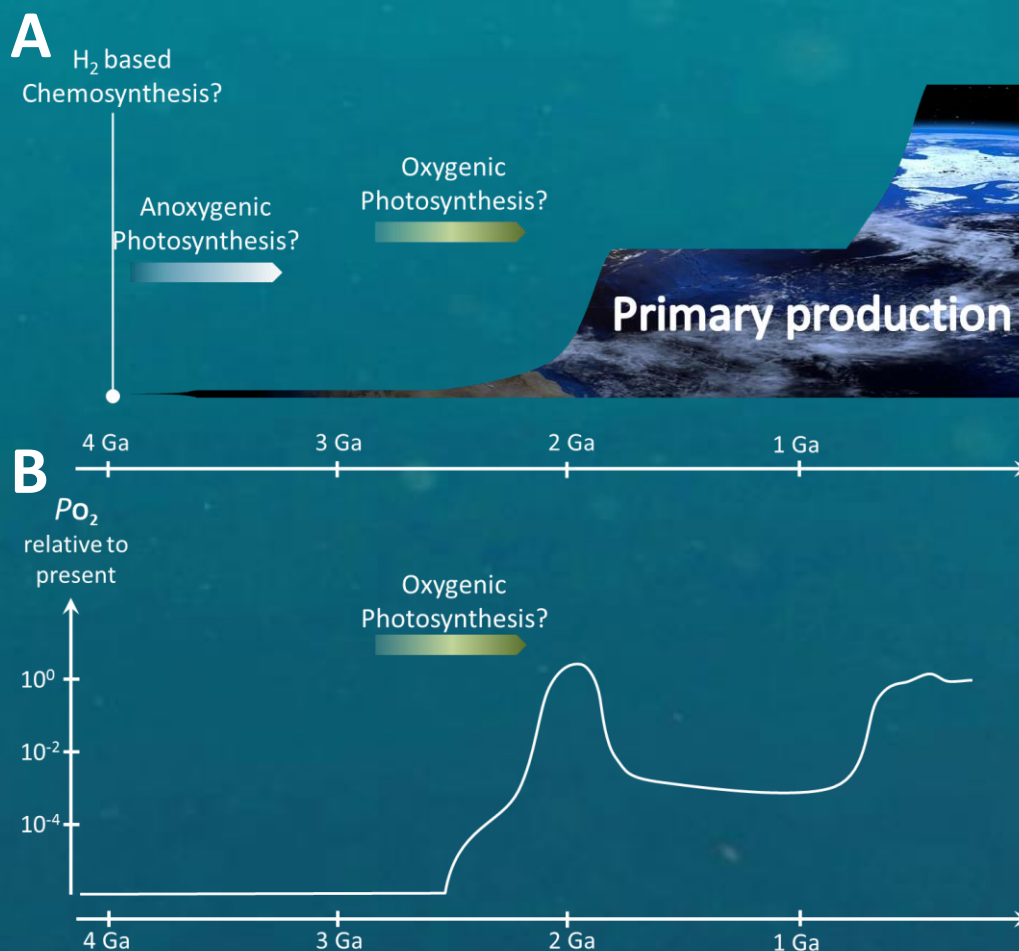 A
H₂ based
Chemosynthesis?
Oxygenic
Photosynthesis?
Anoxygenic
Photosynthesis?
Primary production
4 Ga
3 Ga
2 Ga
1 Ga
B
Po₂
relative to
present
Oxygenic
Photosynthesis?
10⁰
10⁻²
10⁻⁴
4 Ga
3 Ga
2 Ga
1 Ga